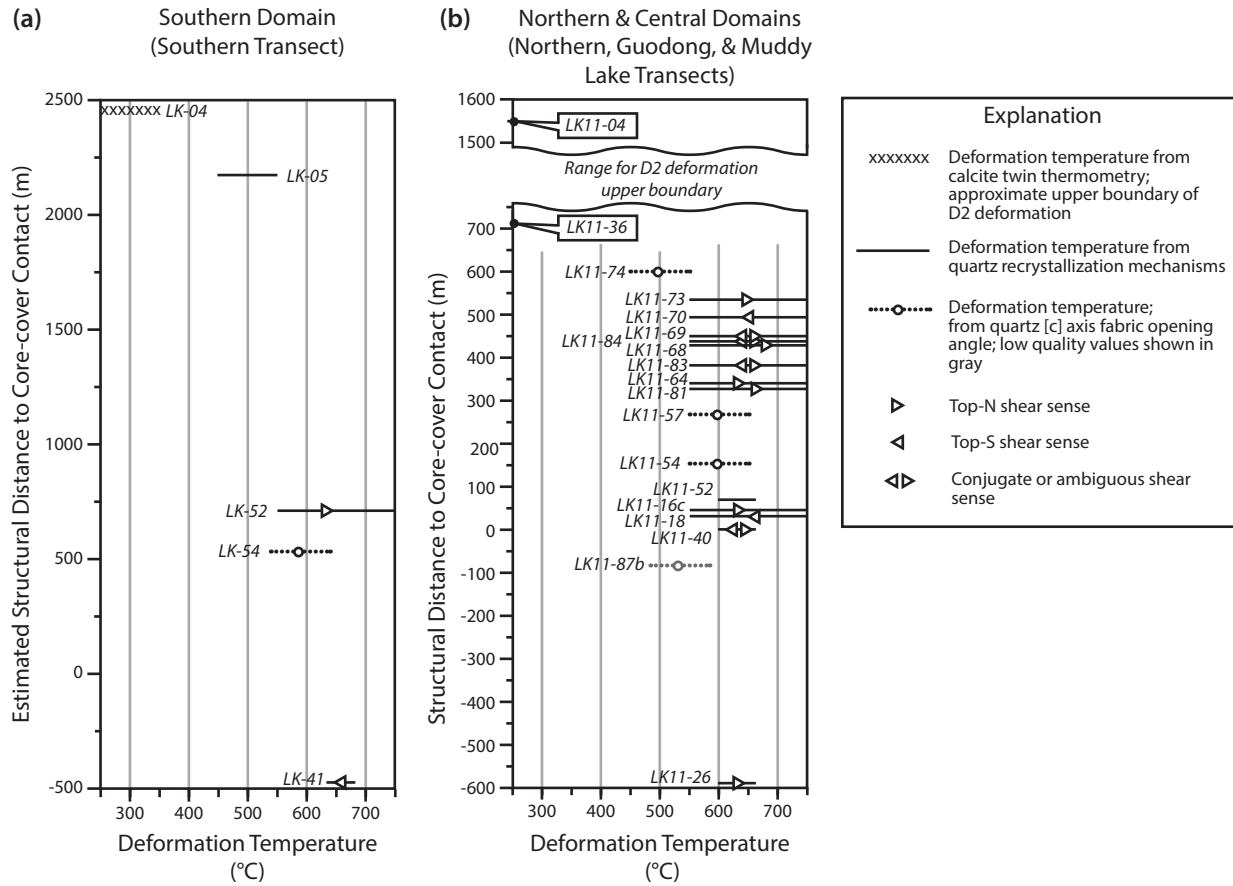 (a)
Southern Domain
(Southern Transect)
2500
2000
1500
1000
500
0
-500
Estimated Structural Distance to Core-cover Contact (m)
xxxxxxx LK-04
LK-05
LK-52
LK-54
LK-41
300 400 500 600 700
Deformation Temperature
(°C)
(b)
Northern & Central Domains
(Northern, Guodong, & Muddy
Lake Transects)
1600
1500
700
600
500
400
300
200
100
0
-100
-200
-300
-400
-500
-600
Structural Distance to Core-cover Contact (m)
LK11-04
Range for D2 deformation
upper boundary
LK11-36
LK11-74
LK11-73
LK11-70
LK11-69
LK11-84
LK11-68
LK11-83
LK11-64
LK11-81
LK11-57
LK11-54
LK11-52
LK11-16c
LK11-18
LK11-40
LK11-87b
LK11-26
300 400 500 600 700
Deformation Temperature
(°C)
Explanation
xxxxxxx Deformation temperature from
calcite twin thermometry;
approximate upper boundary of
D2 deformation
Deformation temperature from
quartz recrystallization mechanisms
Deformation temperature;
from quartz [c] axis fabric opening
angle; low quality values shown in
gray
Top-N shear sense
Top-S shear sense
Conjugate or ambiguous shear
sense